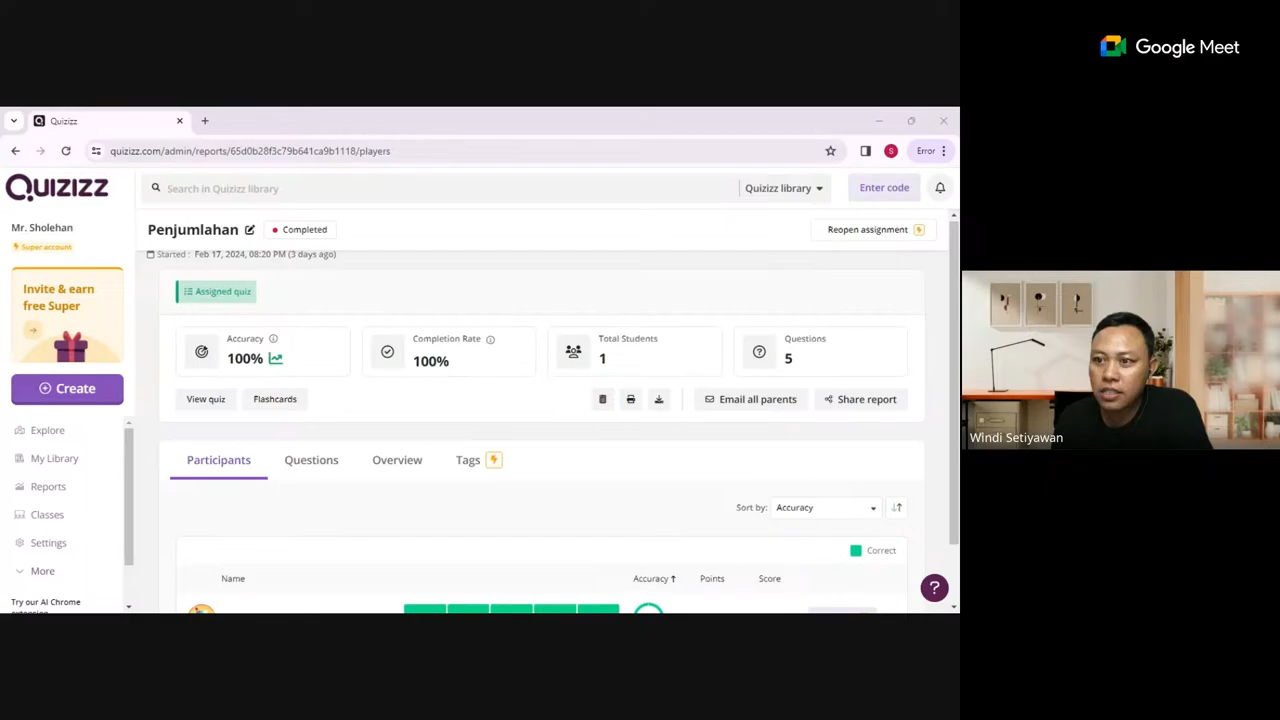 Google Meet
Quizizz
quizizz.com/admin/reports/65d0b28f3c79b641ca9b1118/players
S
Error
QUIZIZZ
Search in Quizizz library
Quizizz library
Enter code
Mr. Sholehan
Super account
Penjumlahan
Completed
Reopen assignment
Started : Feb 17, 2024, 08:20 PM (3 days ago)
Invite & earn
free Super
Assigned quiz
Accuracy
100%
Completion Rate
100%
Total Students
1
Questions
5
Create
View quiz
Flashcards
Email all parents
Share report
Explore
My Library
Reports
Classes
Settings
More
Try our AI Chrome
Participants
Questions
Overview
Tags
Sort by:
Accuracy
Correct
Name
Accuracy
Points
Score
?
Windi Setiyawan